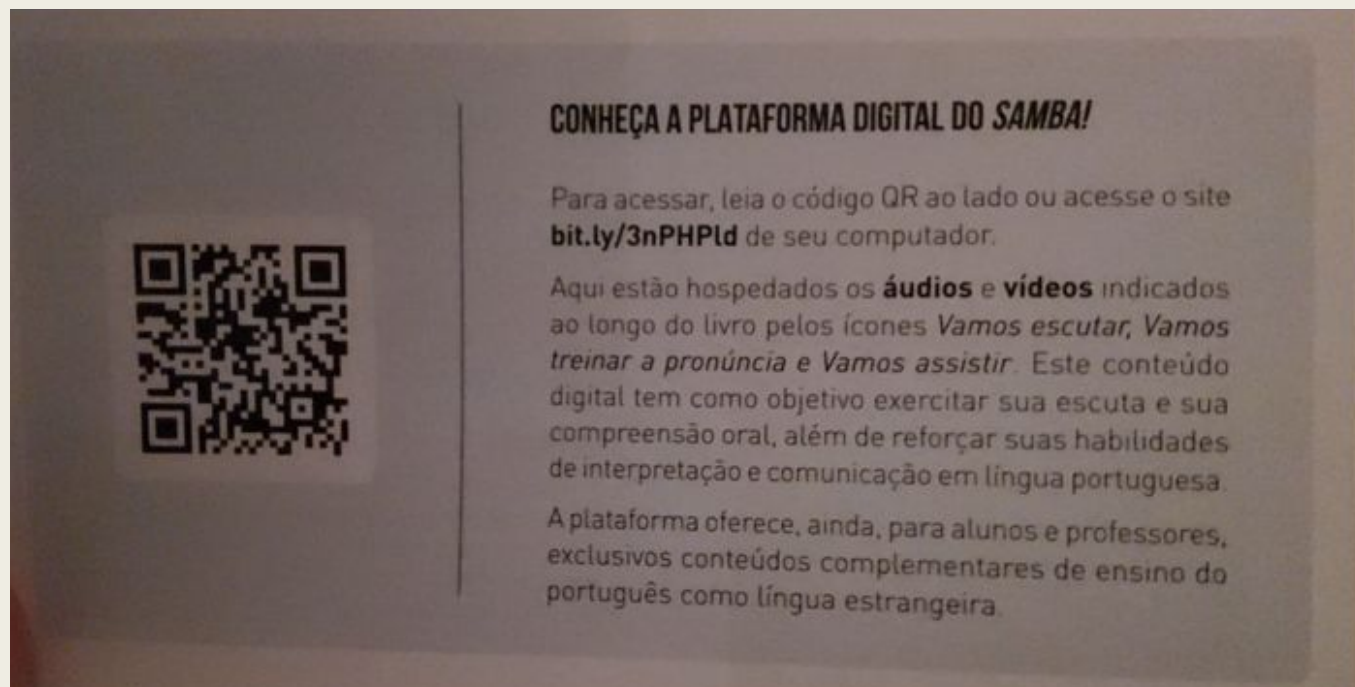 CONHEÇA A PLATAFORMA DIGITAL DO SAMBA!
Para acessar, leia o código QR ao lado ou acesse o site
bit.ly/3nPHPld de seu computador.
Aqui estão hospedados os áudios e vídeos indicados
ao longo do livro pelos ícones Vamos escutar, Vamos
treinar a pronúncia e Vamos assistir. Este conteúdo
digital tem como objetivo exercitar sua escuta e sua
compreensão oral, além de reforçar suas habilidades
de interpretação e comunicação em língua portuguesa.
A plataforma oferece, ainda, para alunos e professores,
exclusivos conteúdos complementares de ensino do
português como língua estrangeira.